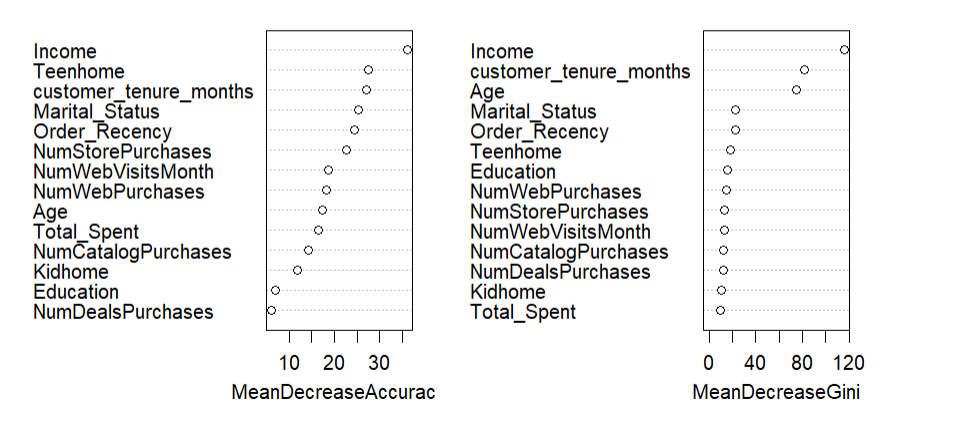 Income
Teenhome
customer_tenure_months
Marital_Status
Order_Recency
NumStorePurchases
NumWebVisitsMonth
NumWebPurchases
Age
Total_Spent
NumCatalogPurchases
Kidhome
Education
NumDealsPurchases
10 20 30
MeanDecreaseAccurac
Income
customer_tenure_months
Age
Marital_Status
Order_Recency
Teenhome
Education
NumWebPurchases
NumStorePurchases
NumWebVisitsMonth
NumCatalogPurchases
NumDealsPurchases
Kidhome
Total_Spent
0 40 80 120
MeanDecreaseGini